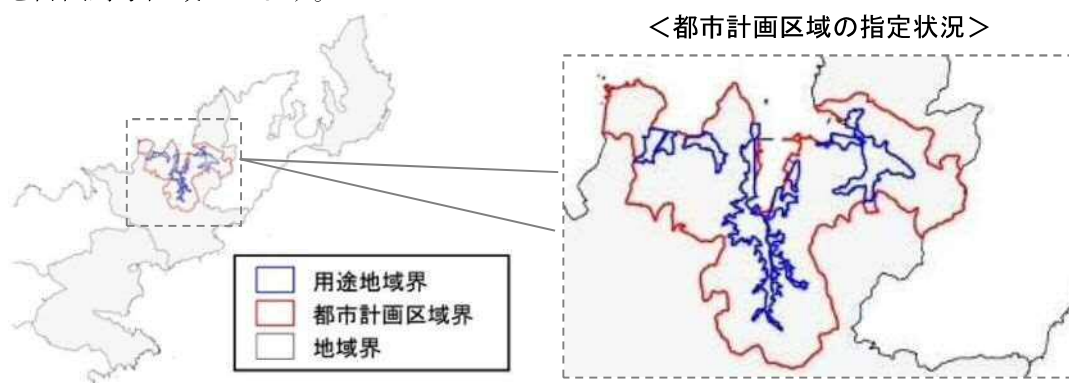 ＜都市計画区域の指定状況＞
用途地域界
都市計画区域界
地域界